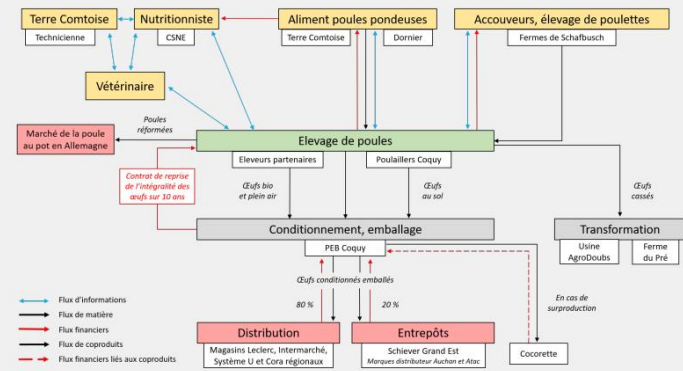 Terre Comtoise
Technicienne
Nutritionniste
CSNE
Aliment poules pondeuses
Terre Comtoise
Dornier
Accouveurs, élevage de poulettes
Fermes de Schafbusch
Vétérinaire
Poules
réformées
Marché de la poule
au pot en Allemagne
Elevage de poules
Eleveurs partenaires
Poulaillers Coquy
Contrat de reprise
de l'intégralité des
œufs sur 10 ans
Œufs bio
et plein air
Œufs
au sol
Œufs
cassés
Conditionnement, emballage
PEB Coquy
Transformation
Usine
AgroDoubs
Ferme
du Pré
Œufs conditionnés emballés
80 %
20 %
En cas de
surproduction
Flux d'informations
Flux de matière
Flux financiers
Flux de coproduits
Flux financiers liés aux coproduits
Distribution
Magasins Leclerc, Intermarché,
Système U et Cora régionaux
Entrepôts
Schiever Grand Est
Marques distributeur Auchan et Atac
Cocorette